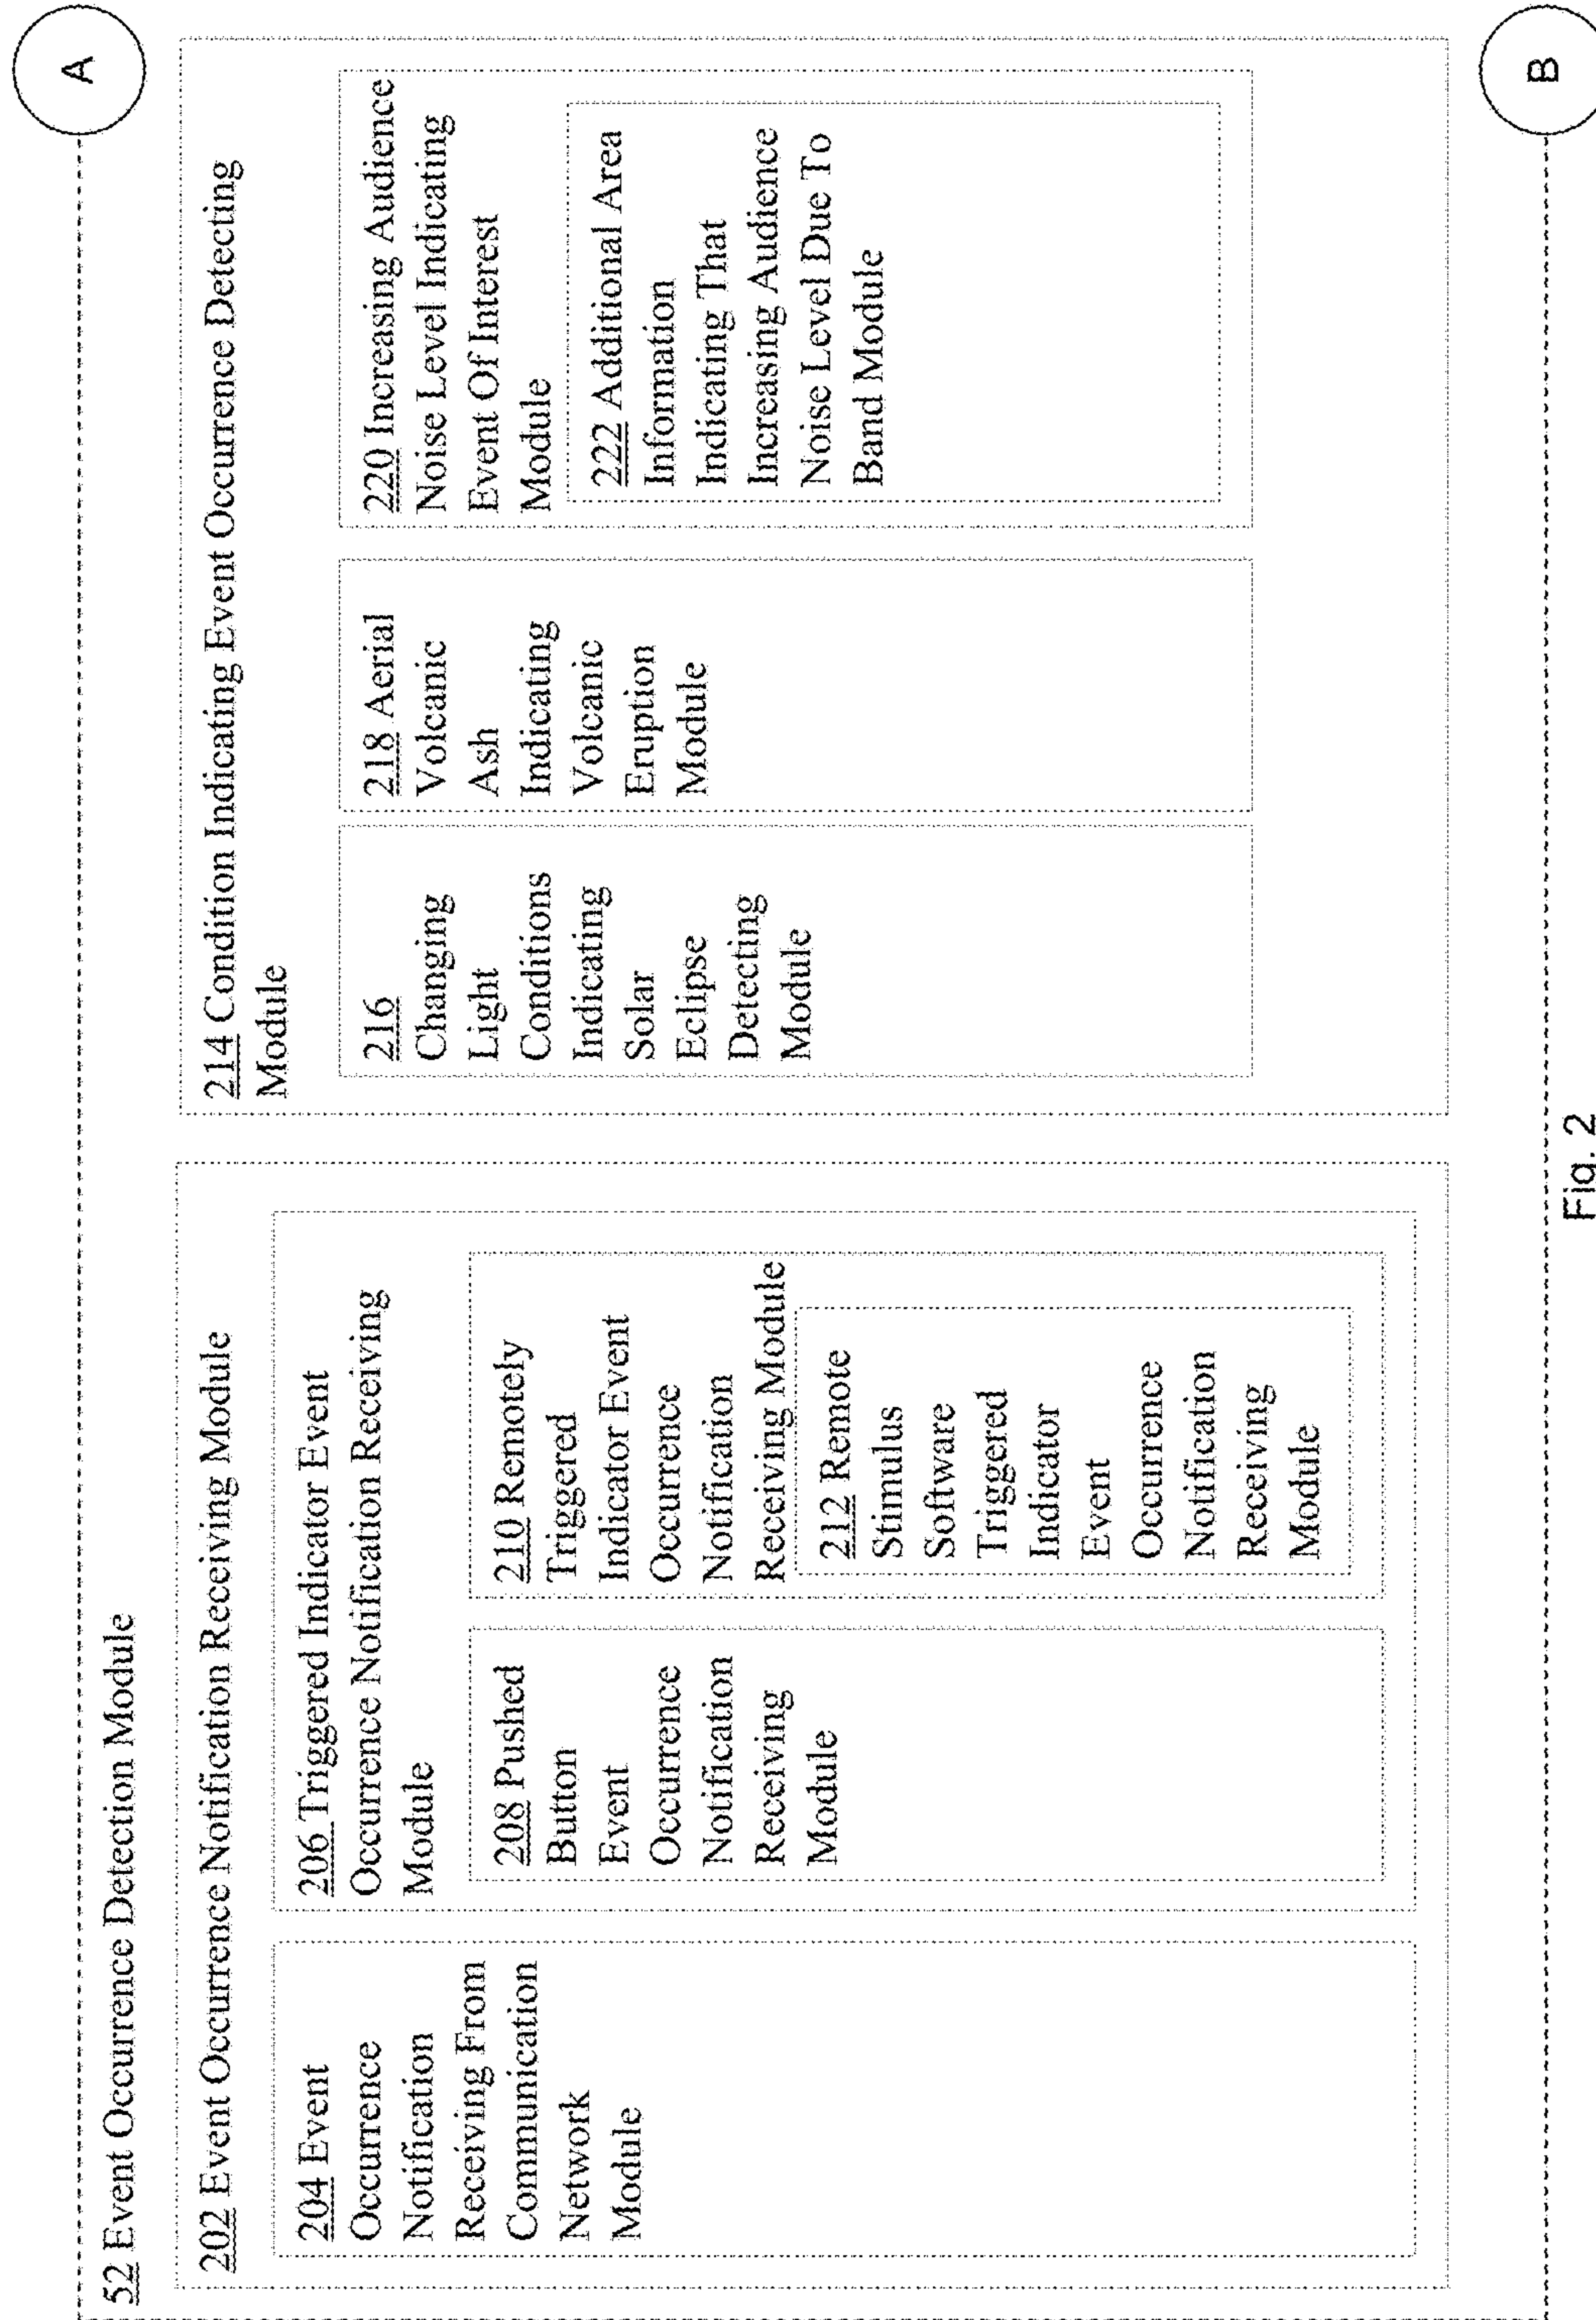 52 Event Occurrence Detection Module
202 Event Occurrence Notification Receiving Module
204 Event
Occurrence
Notification
Receiving From
Communication
Network
Module
206 Triggered Indicator Event
Occurrence Notification Receiving
Module
208 Pushed
Button
Event
Occurrence
Notification
Receiving
Module
210 Remotely
Triggered
Indicator Event
Occurrence
Notification
Receiving Module
212 Remote
Stimulus
Software
Triggered
Indicator
Event
Occurrence
Notification
Receiving
Module
214 Condition Indicating Event Occurrence Detecting
Module
216
Changing
Light
Conditions
Indicating
Solar
Eclipse
Detecting
Module
218 Aerial
Volcanic
Ash
Indicating
Volcanic
Eruption
Module
220 Increasing Audience
Noise Level Indicating
Event Of Interest
Module
222 Additional Area
Information
Indicating That
Increasing Audience
Noise Level Due To
Band Module
A
B
Fig. 2